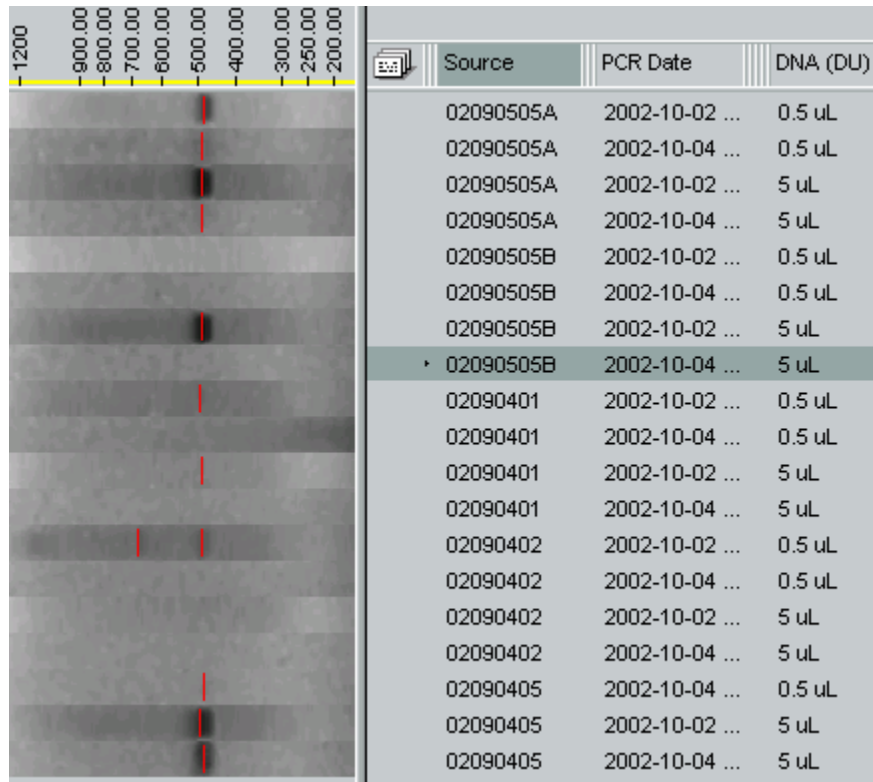 1200 900.00 800.00 700.00 600.00 500.00 400.00 300.00 250.00 200.00
Source PCR Date DNA (DU)
02090505A 2002-10-02 ... 0.5 uL
02090505A 2002-10-04 ... 0.5 uL
02090505A 2002-10-02 ... 5 uL
02090505A 2002-10-04 ... 5 uL
02090505B 2002-10-02 ... 0.5 uL
02090505B 2002-10-04 ... 0.5 uL
02090505B 2002-10-02 ... 5 uL
02090505B 2002-10-04 ... 5 uL
02090401 2002-10-02 ... 0.5 uL
02090401 2002-10-04 ... 0.5 uL
02090401 2002-10-02 ... 5 uL
02090401 2002-10-04 ... 5 uL
02090402 2002-10-02 ... 0.5 uL
02090402 2002-10-04 ... 0.5 uL
02090402 2002-10-02 ... 5 uL
02090402 2002-10-04 ... 5 uL
02090405 2002-10-04 ... 0.5 uL
02090405 2002-10-02 ... 5 uL
02090405 2002-10-04 ... 5 uL